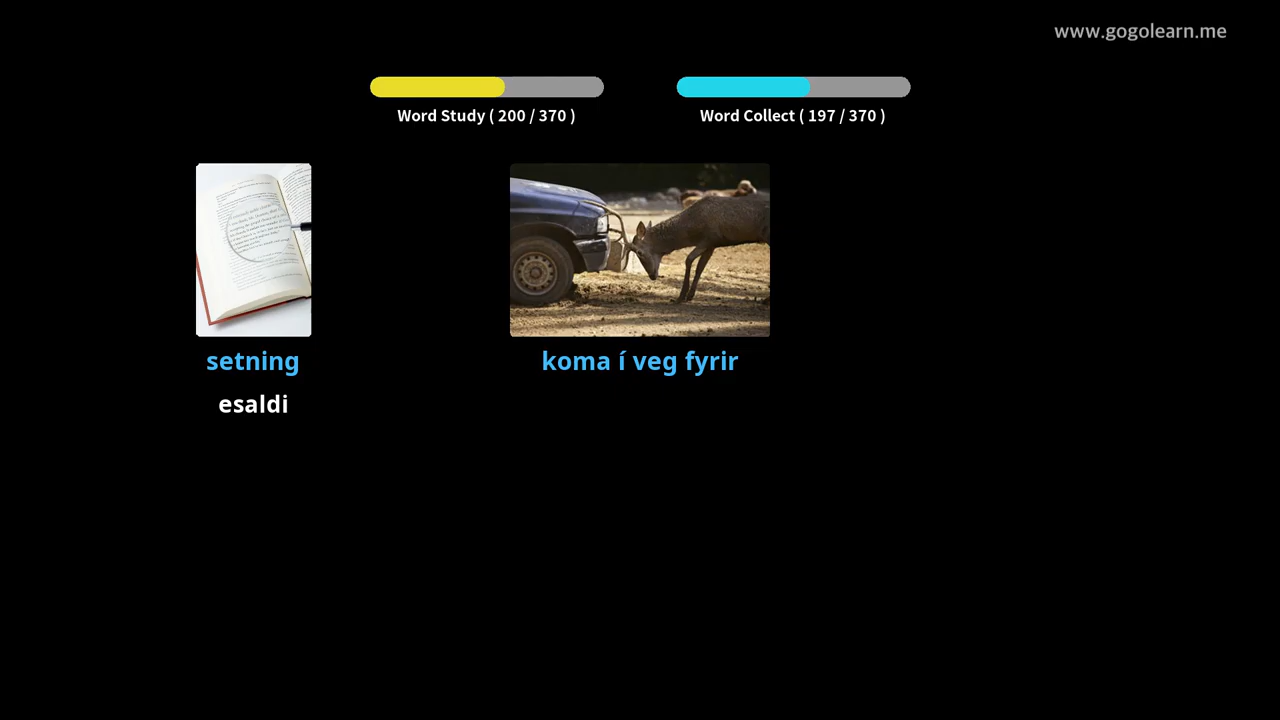 www.gogolearn.me
Word Study ( 200 / 370 )
Word Collect ( 197 / 370 )
setning
koma í veg fyrir
esaldi